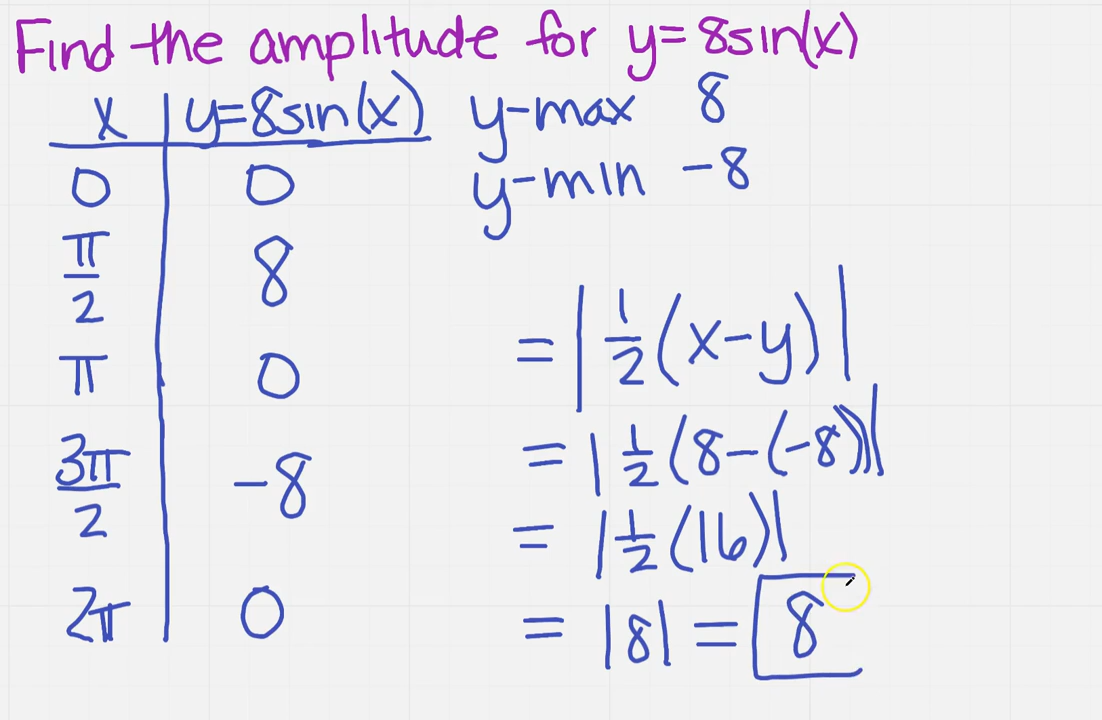 Find the amplitude for y=8sin(x)
x y=8sin(x)
0 0
π/2 8
π 0
3π/2 -8
2π 0
y-max 8
y-min -8
= |1/2(x-y)|
= |1/2(8-(-8))|
= |1/2(16)|
= |8| = 8